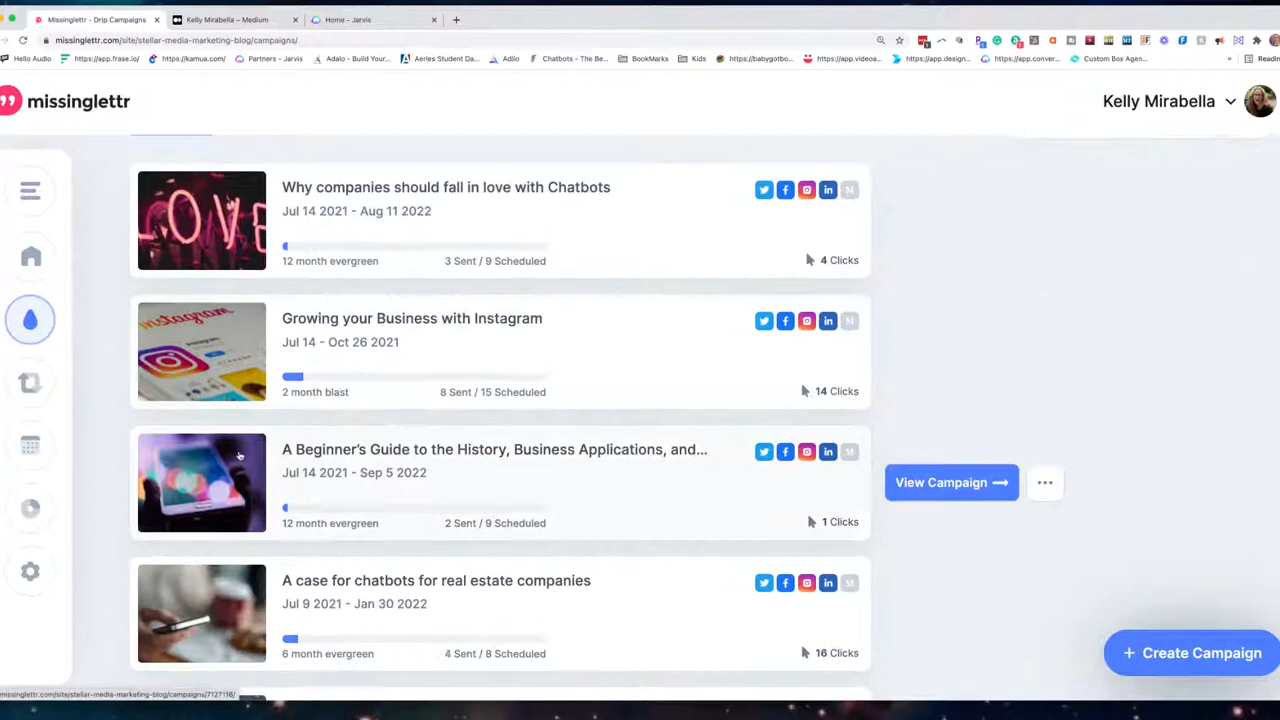 Missinglettr - Drip Campaigns
Kelly Mirabella – Medium
Home - Jarvis
missinglettr.com/site/stellar-media-marketing-blog/campaigns/
Hello Audio
https://app.frase.io/
https://kamua.com/
Partners - Jarvis
Adalo - Build Your...
Aeries Student Da...
Adilo
Chatbots - The Be...
BookMarks
Kids
https://babygotbo...
https://app.videoa...
https://app.design...
https://app.conver...
Custom Box Agen...
»
missinglettr
Kelly Mirabella
LOVE
Why companies should fall in love with Chatbots
Jul 14 2021 - Aug 11 2022
12 month evergreen
3 Sent / 9 Scheduled
4 Clicks
Instagram
Growing your Business with Instagram
Jul 14 - Oct 26 2021
2 month blast
8 Sent / 15 Scheduled
14 Clicks
A Beginner’s Guide to the History, Business Applications, and...
Jul 14 2021 - Sep 5 2022
12 month evergreen
2 Sent / 9 Scheduled
1 Clicks
View Campaign
A case for chatbots for real estate companies
Jul 9 2021 - Jan 30 2022
6 month evergreen
4 Sent / 8 Scheduled
16 Clicks
+ Create Campaign